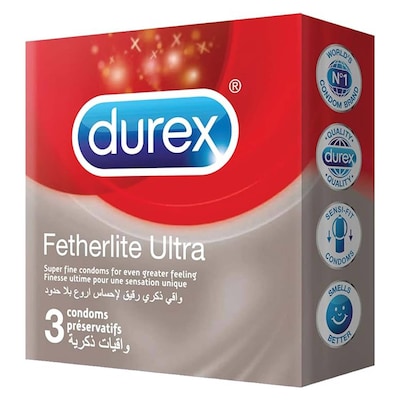 durex®
Fetherlite Ultra
Super fine condoms for even greater feeling
Finesse ultime pour une sensation unique
واقي ذكري رقيق لإحساس أروع بلا حدود
3 condoms
préservatifs
واقيات ذكرية
WORLD'S
N°1
CONDOM BRAND
QUALITY
durex
QUALITY
SENSI-FIT
CONDOMS
SMELLS
BETTER